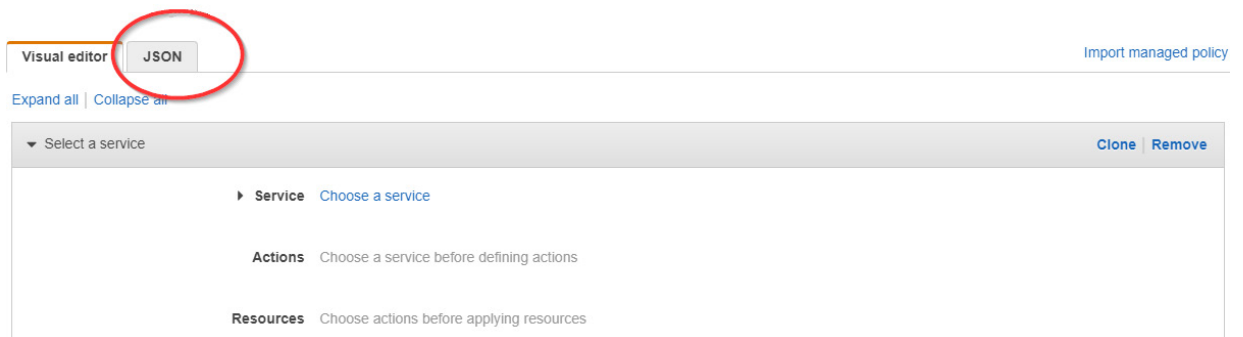 Visual editor JSON Import managed policy
Expand all Collapse all
Select a service Clone Remove
Service Choose a service
Actions Choose a service before defining actions
Resources Choose actions before applying resources